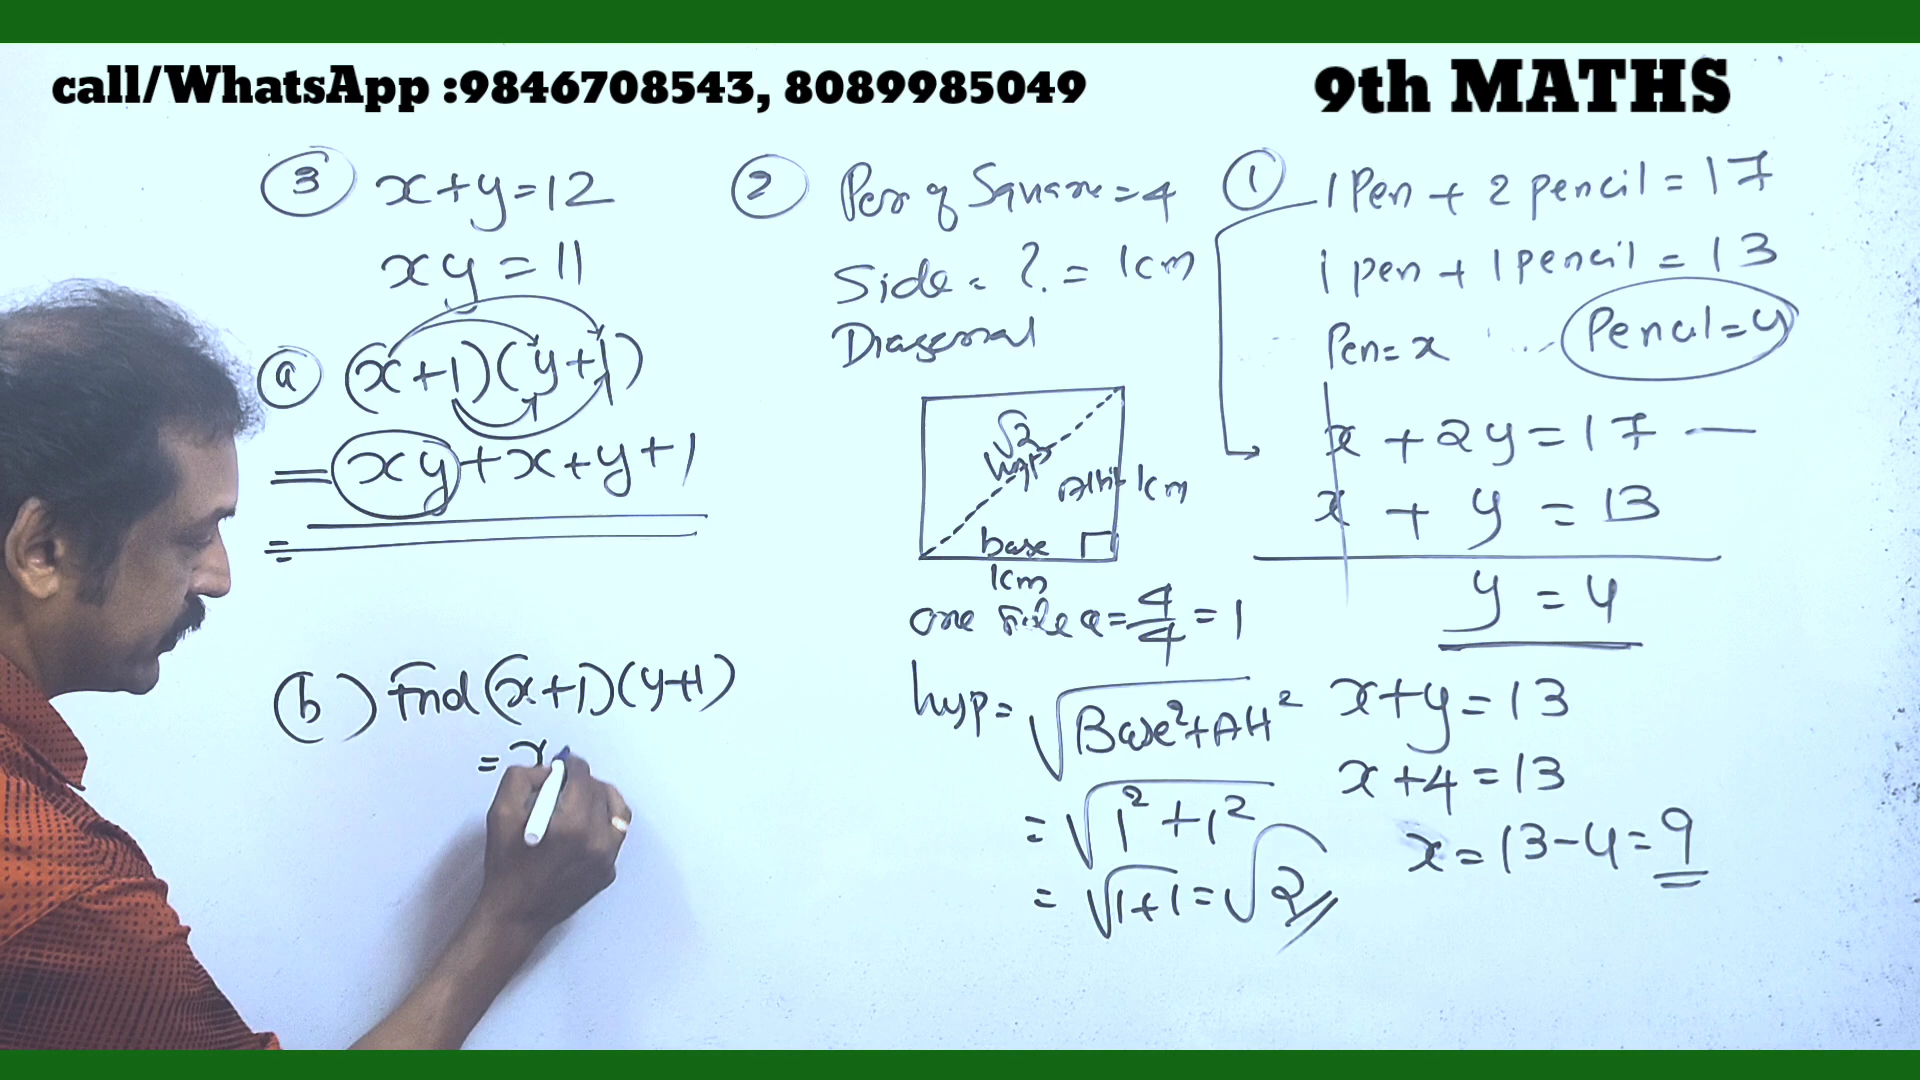 call/WhatsApp :9846708543, 8089985049
9th MATHS
3 x+y=12
xy = 11
a (x+1)(y+1)
= xy+x+y+1
=
b) Find (x+1)(y+1)
= x
2 Per of Square = 4
Side = ? = 1cm
Diagonal
√2
hyp
Alti 1cm
base
1cm
one side a = 4/4 = 1
hyp = √Base²+Alt²
= √1²+1²
= √1+1 = √2
1 1 Pen + 2 pencil = 17
1 pen + 1 pencil = 13
Pen = x Pencil = y
x + 2y = 17 —
x + y = 13
y = 4
x+y = 13
x+4 = 13
x = 13-4 = 9